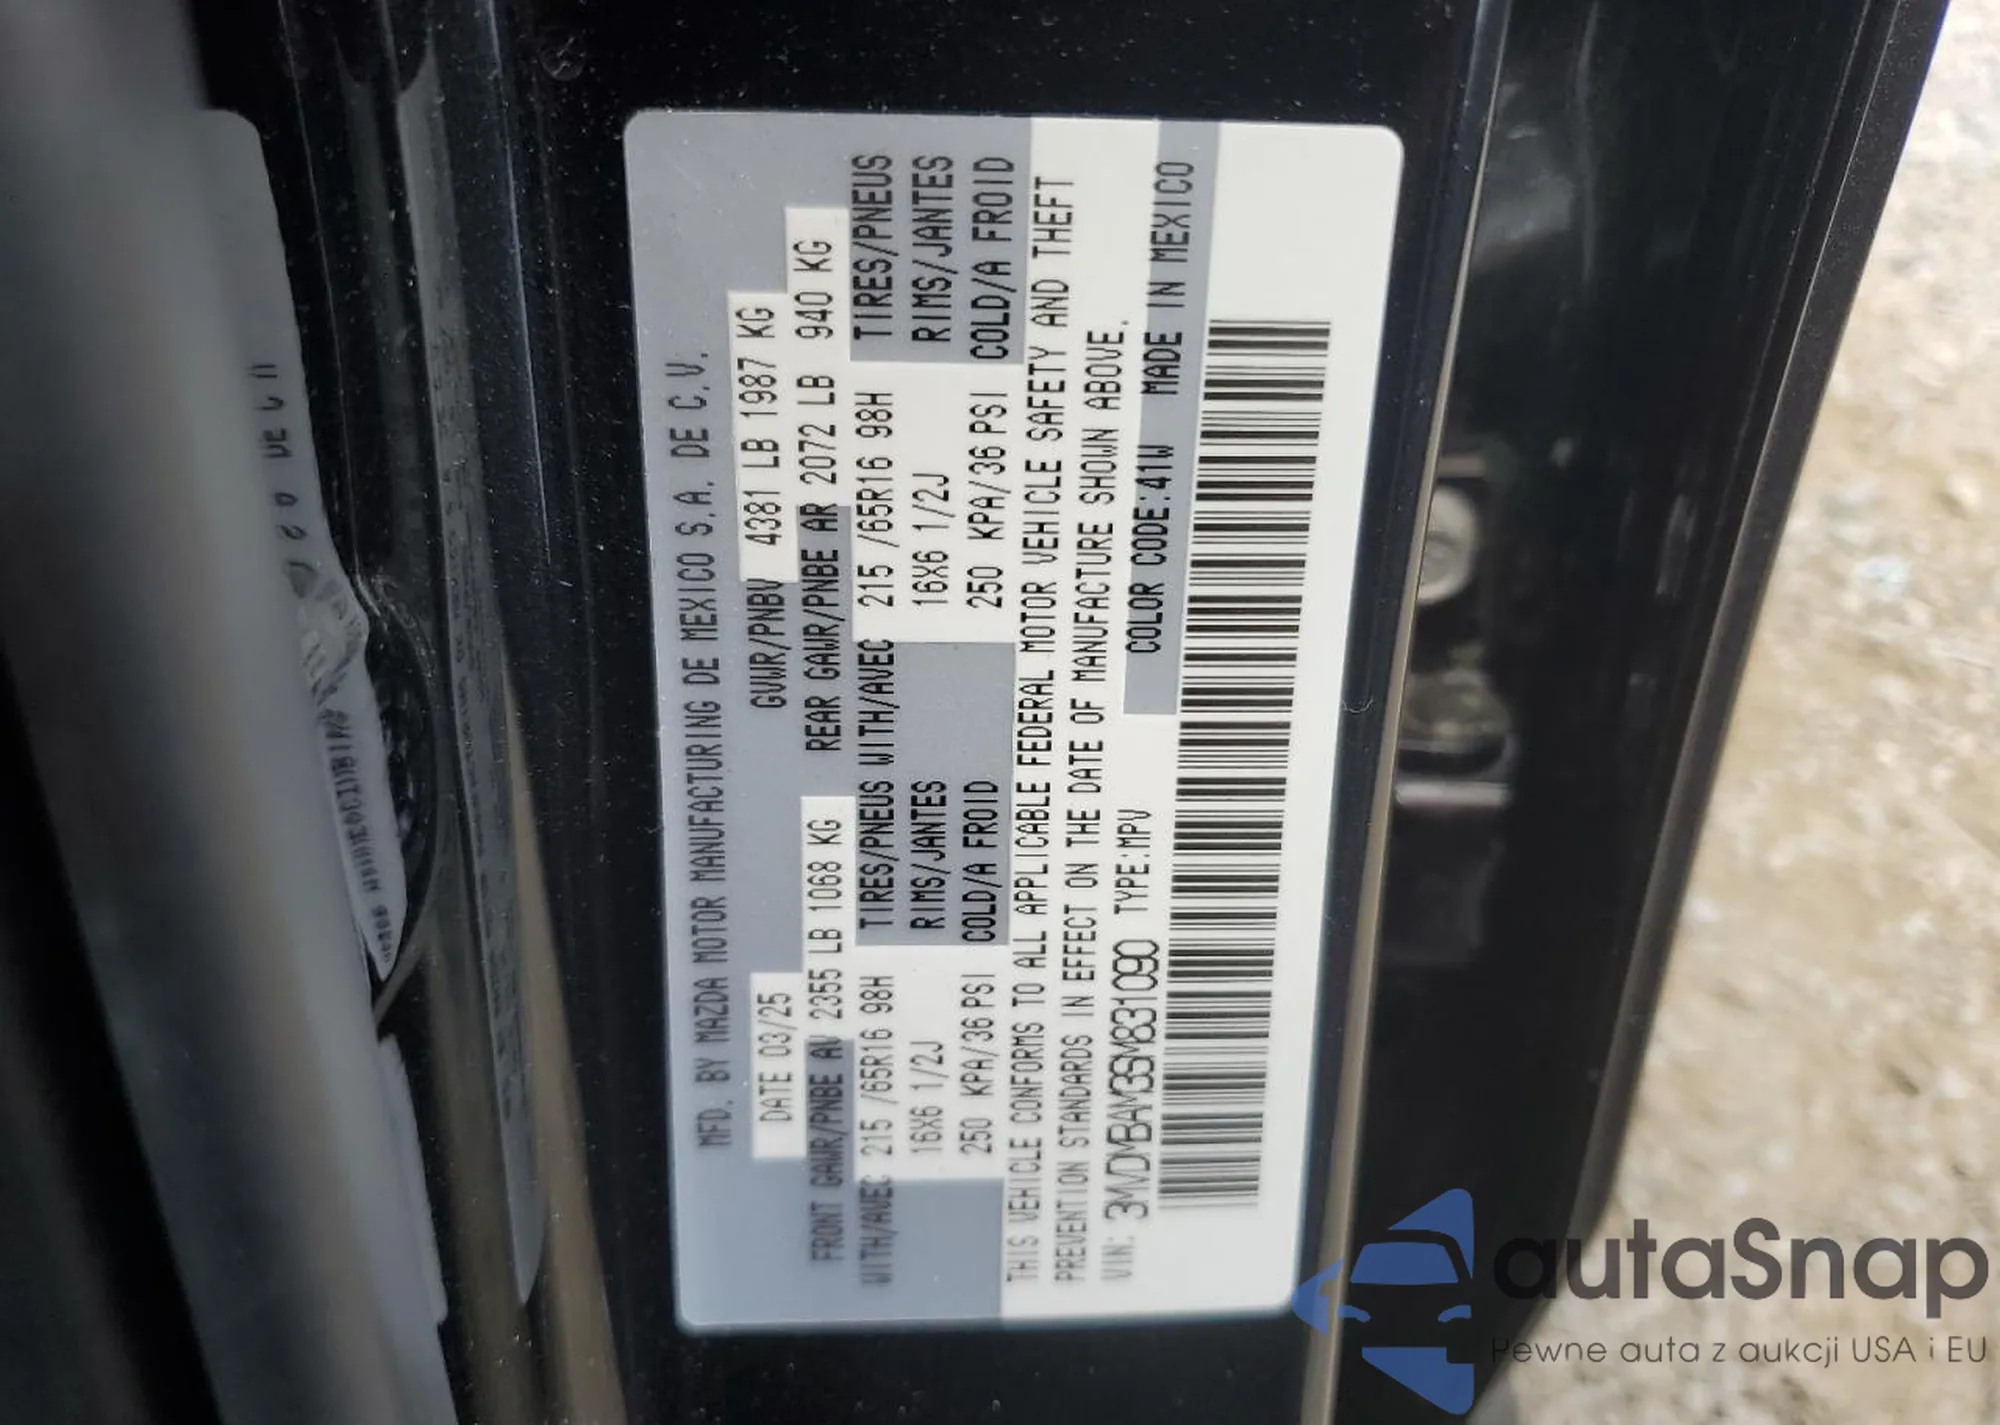 MFD. BY MAZDA MOTOR MANUFACTURING DE MEXICO S.A. DE C.V.
DATE 03/25 GVWR/PNBV 4381 LB 1987 KG
FRONT GAWR/PNBE AV 2355 LB 1068 KG REAR GAWR/PNBE AR 2072 LB 940 KG
WITH/AVEC 215 /65R16 98H TIRES/PNEUS WITH/AVEC 215 /65R16 98H TIRES/PNEUS
16X6 1/2J RIMS/JANTES 16X6 1/2J RIMS/JANTES
250 KPA/36 PSI COLD/A FROID 250 KPA/36 PSI COLD/A FROID
THIS VEHICLE CONFORMS TO ALL APPLICABLE FEDERAL MOTOR VEHICLE SAFETY AND THEFT
PREVENTION STANDARDS IN EFFECT ON THE DATE OF MANUFACTURE SHOWN ABOVE.
VIN: 3MVDMBAM3SM831090 TYPE:MPV COLOR CODE:41W MADE IN MEXICO
autaSnap
Pewne auta z aukcji USA i EU